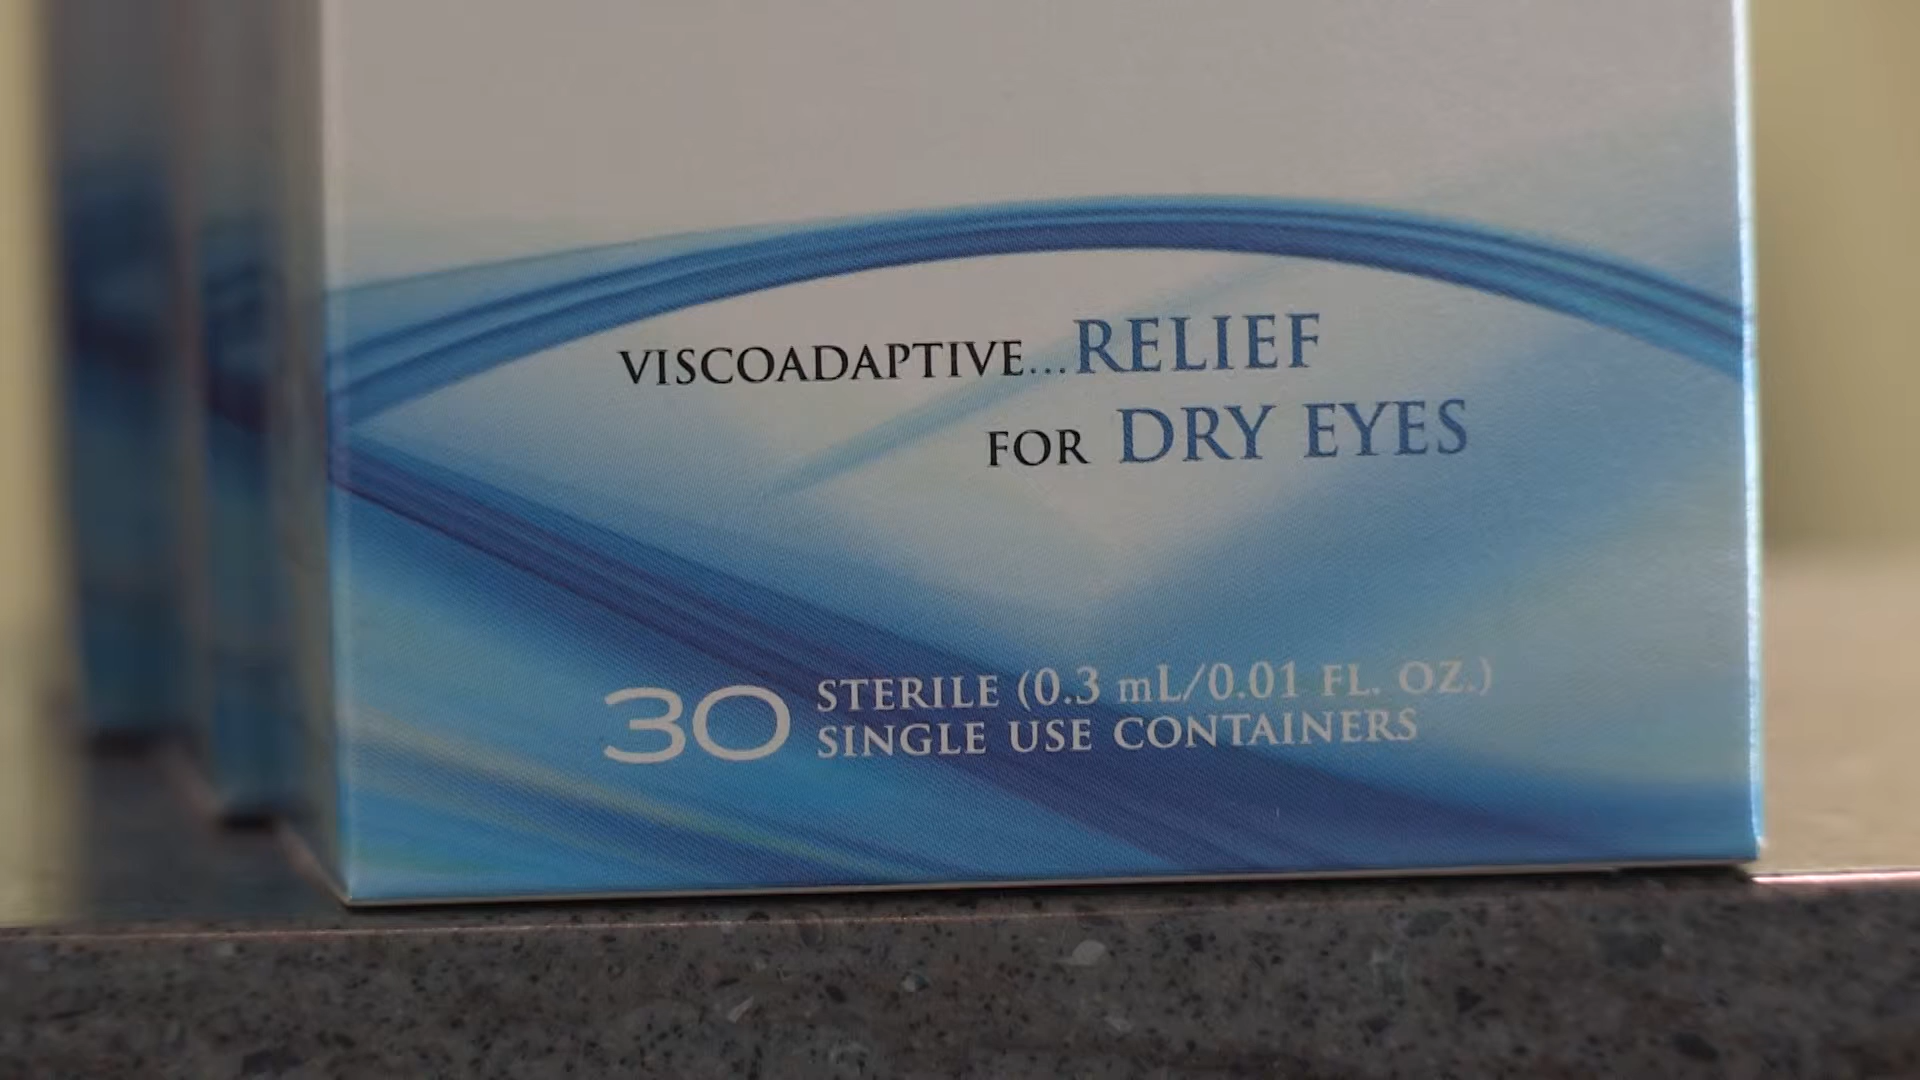 VISCOADAPTIVE...RELIEF
FOR DRY EYES
30 STERILE (0.3 mL/0.01 FL. OZ.)
SINGLE USE CONTAINERS